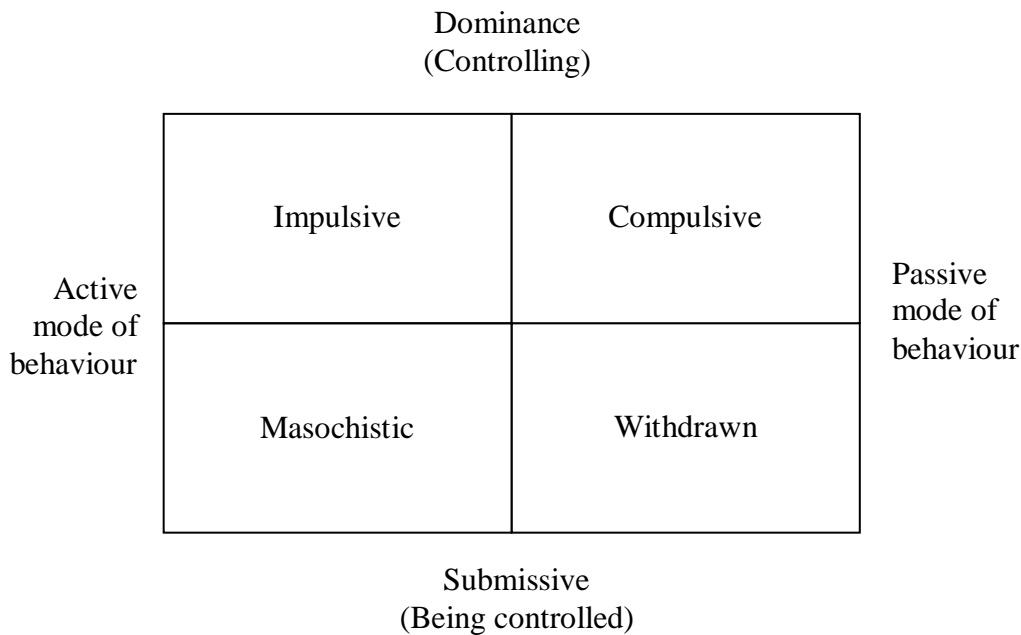 Dominance
(Controlling)
Impulsive
Compulsive
Active
mode of
behaviour
Passive
mode of
behaviour
Masochistic
Withdrawn
Submissive
(Being controlled)